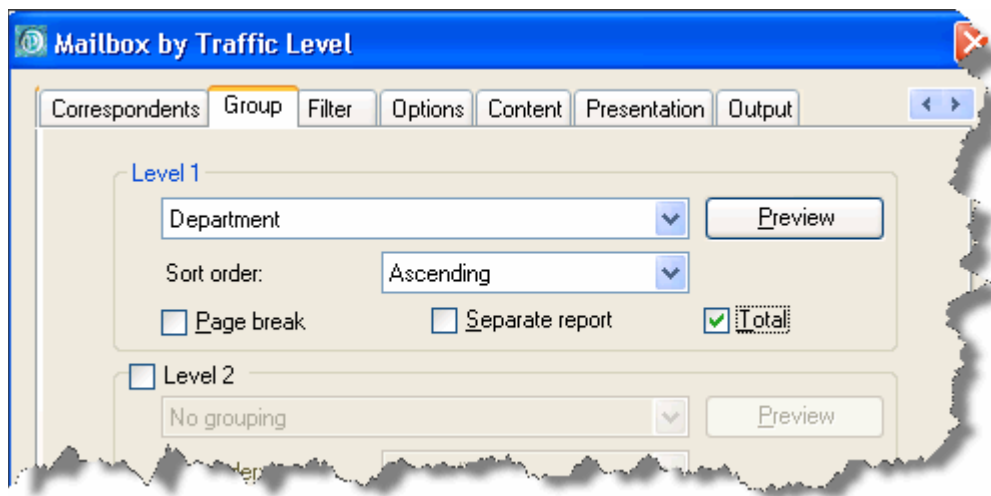 Mailbox by Traffic Level
Correspondents Group Filter Options Content Presentation Output
Level 1
Department Preview
Sort order: Ascending
Page break Separate report Total
Level 2
No grouping Preview